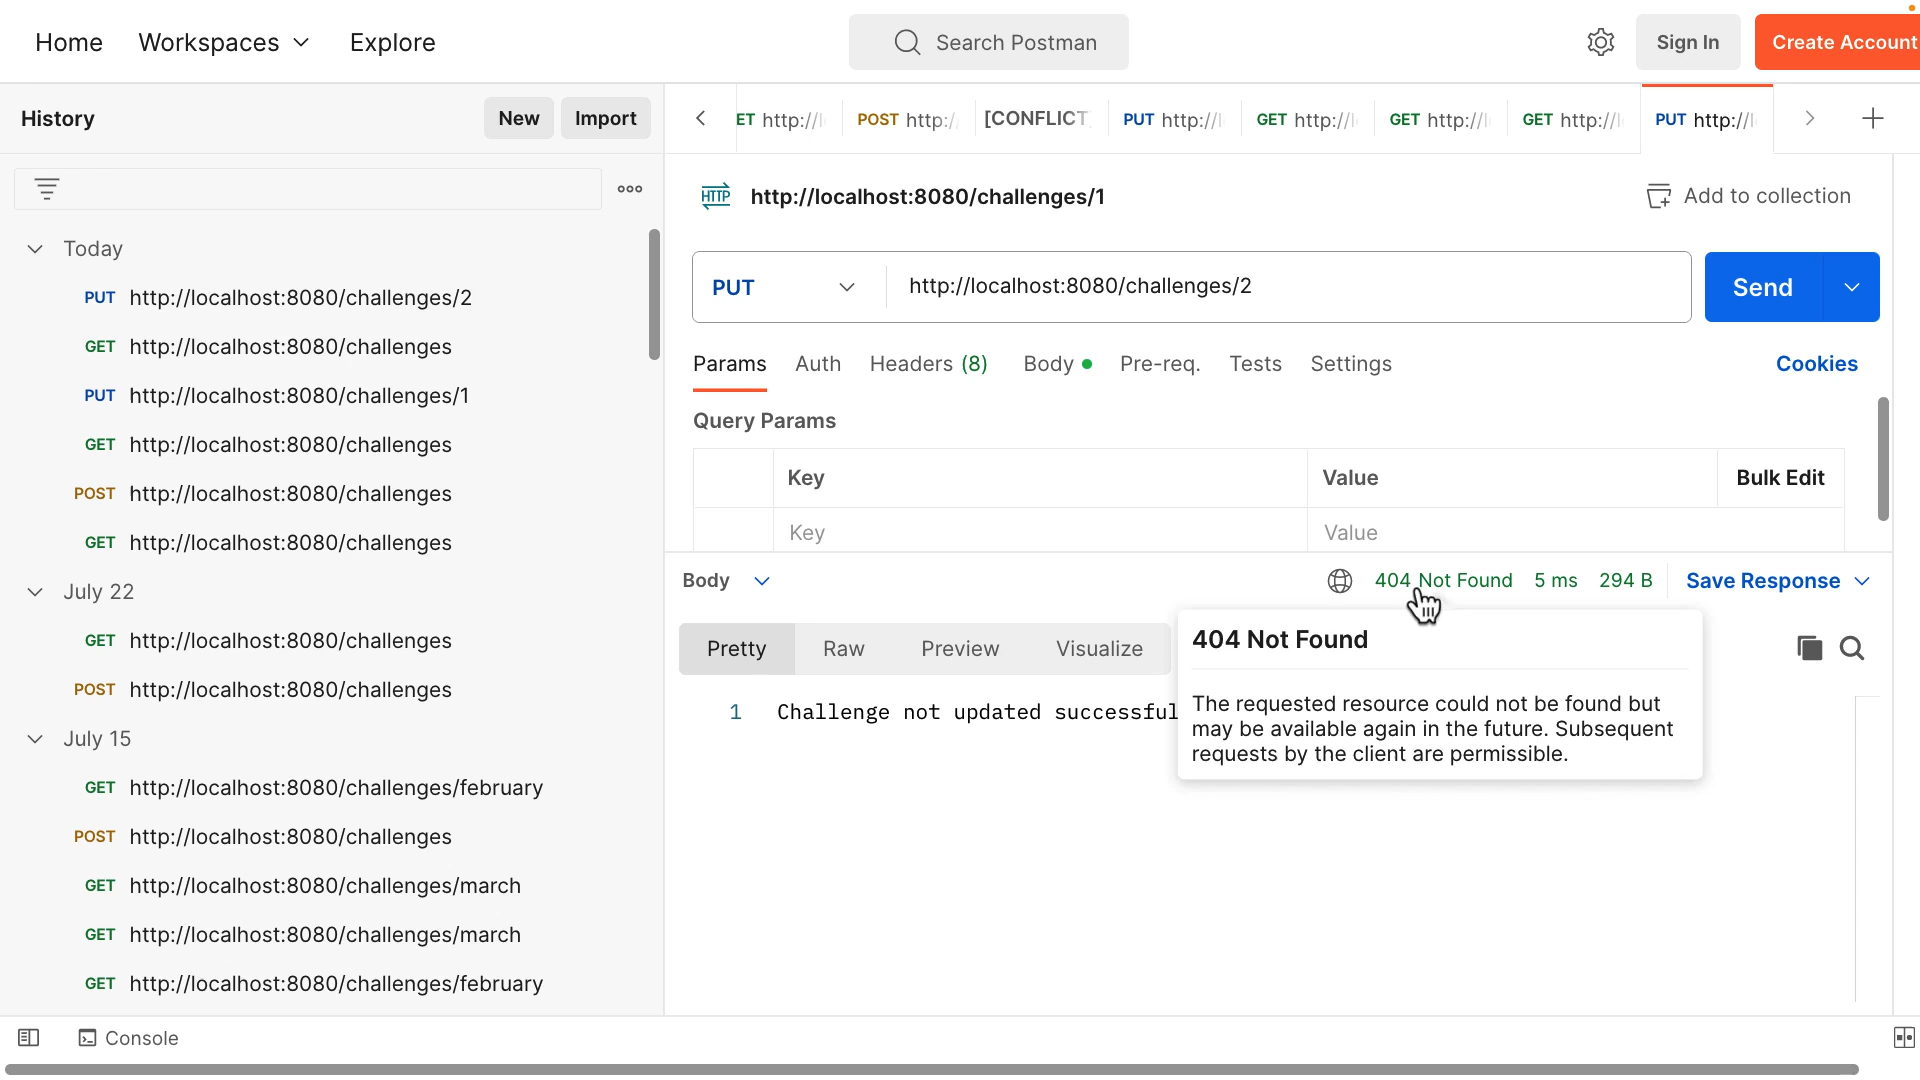 Home Workspaces Explore
Search Postman
Sign In Create Account
History New Import
ET http://l POST http:/ [CONFLICT] PUT http://l GET http://l GET http://l GET http://l PUT http://l
HTTP http://localhost:8080/challenges/1 Add to collection
Today
PUT http://localhost:8080/challenges/2
GET http://localhost:8080/challenges
PUT http://localhost:8080/challenges/1
GET http://localhost:8080/challenges
POST http://localhost:8080/challenges
GET http://localhost:8080/challenges
July 22
GET http://localhost:8080/challenges
POST http://localhost:8080/challenges
July 15
GET http://localhost:8080/challenges/february
POST http://localhost:8080/challenges
GET http://localhost:8080/challenges/march
GET http://localhost:8080/challenges/march
GET http://localhost:8080/challenges/february
PUT http://localhost:8080/challenges/2 Send
Params Auth Headers (8) Body Pre-req. Tests Settings Cookies
Query Params
Key Value Bulk Edit
Key Value
Body 404 Not Found 5 ms 294 B Save Response
Pretty Raw Preview Visualize
1 Challenge not updated successful
404 Not Found
The requested resource could not be found but
may be available again in the future. Subsequent
requests by the client are permissible.
Console